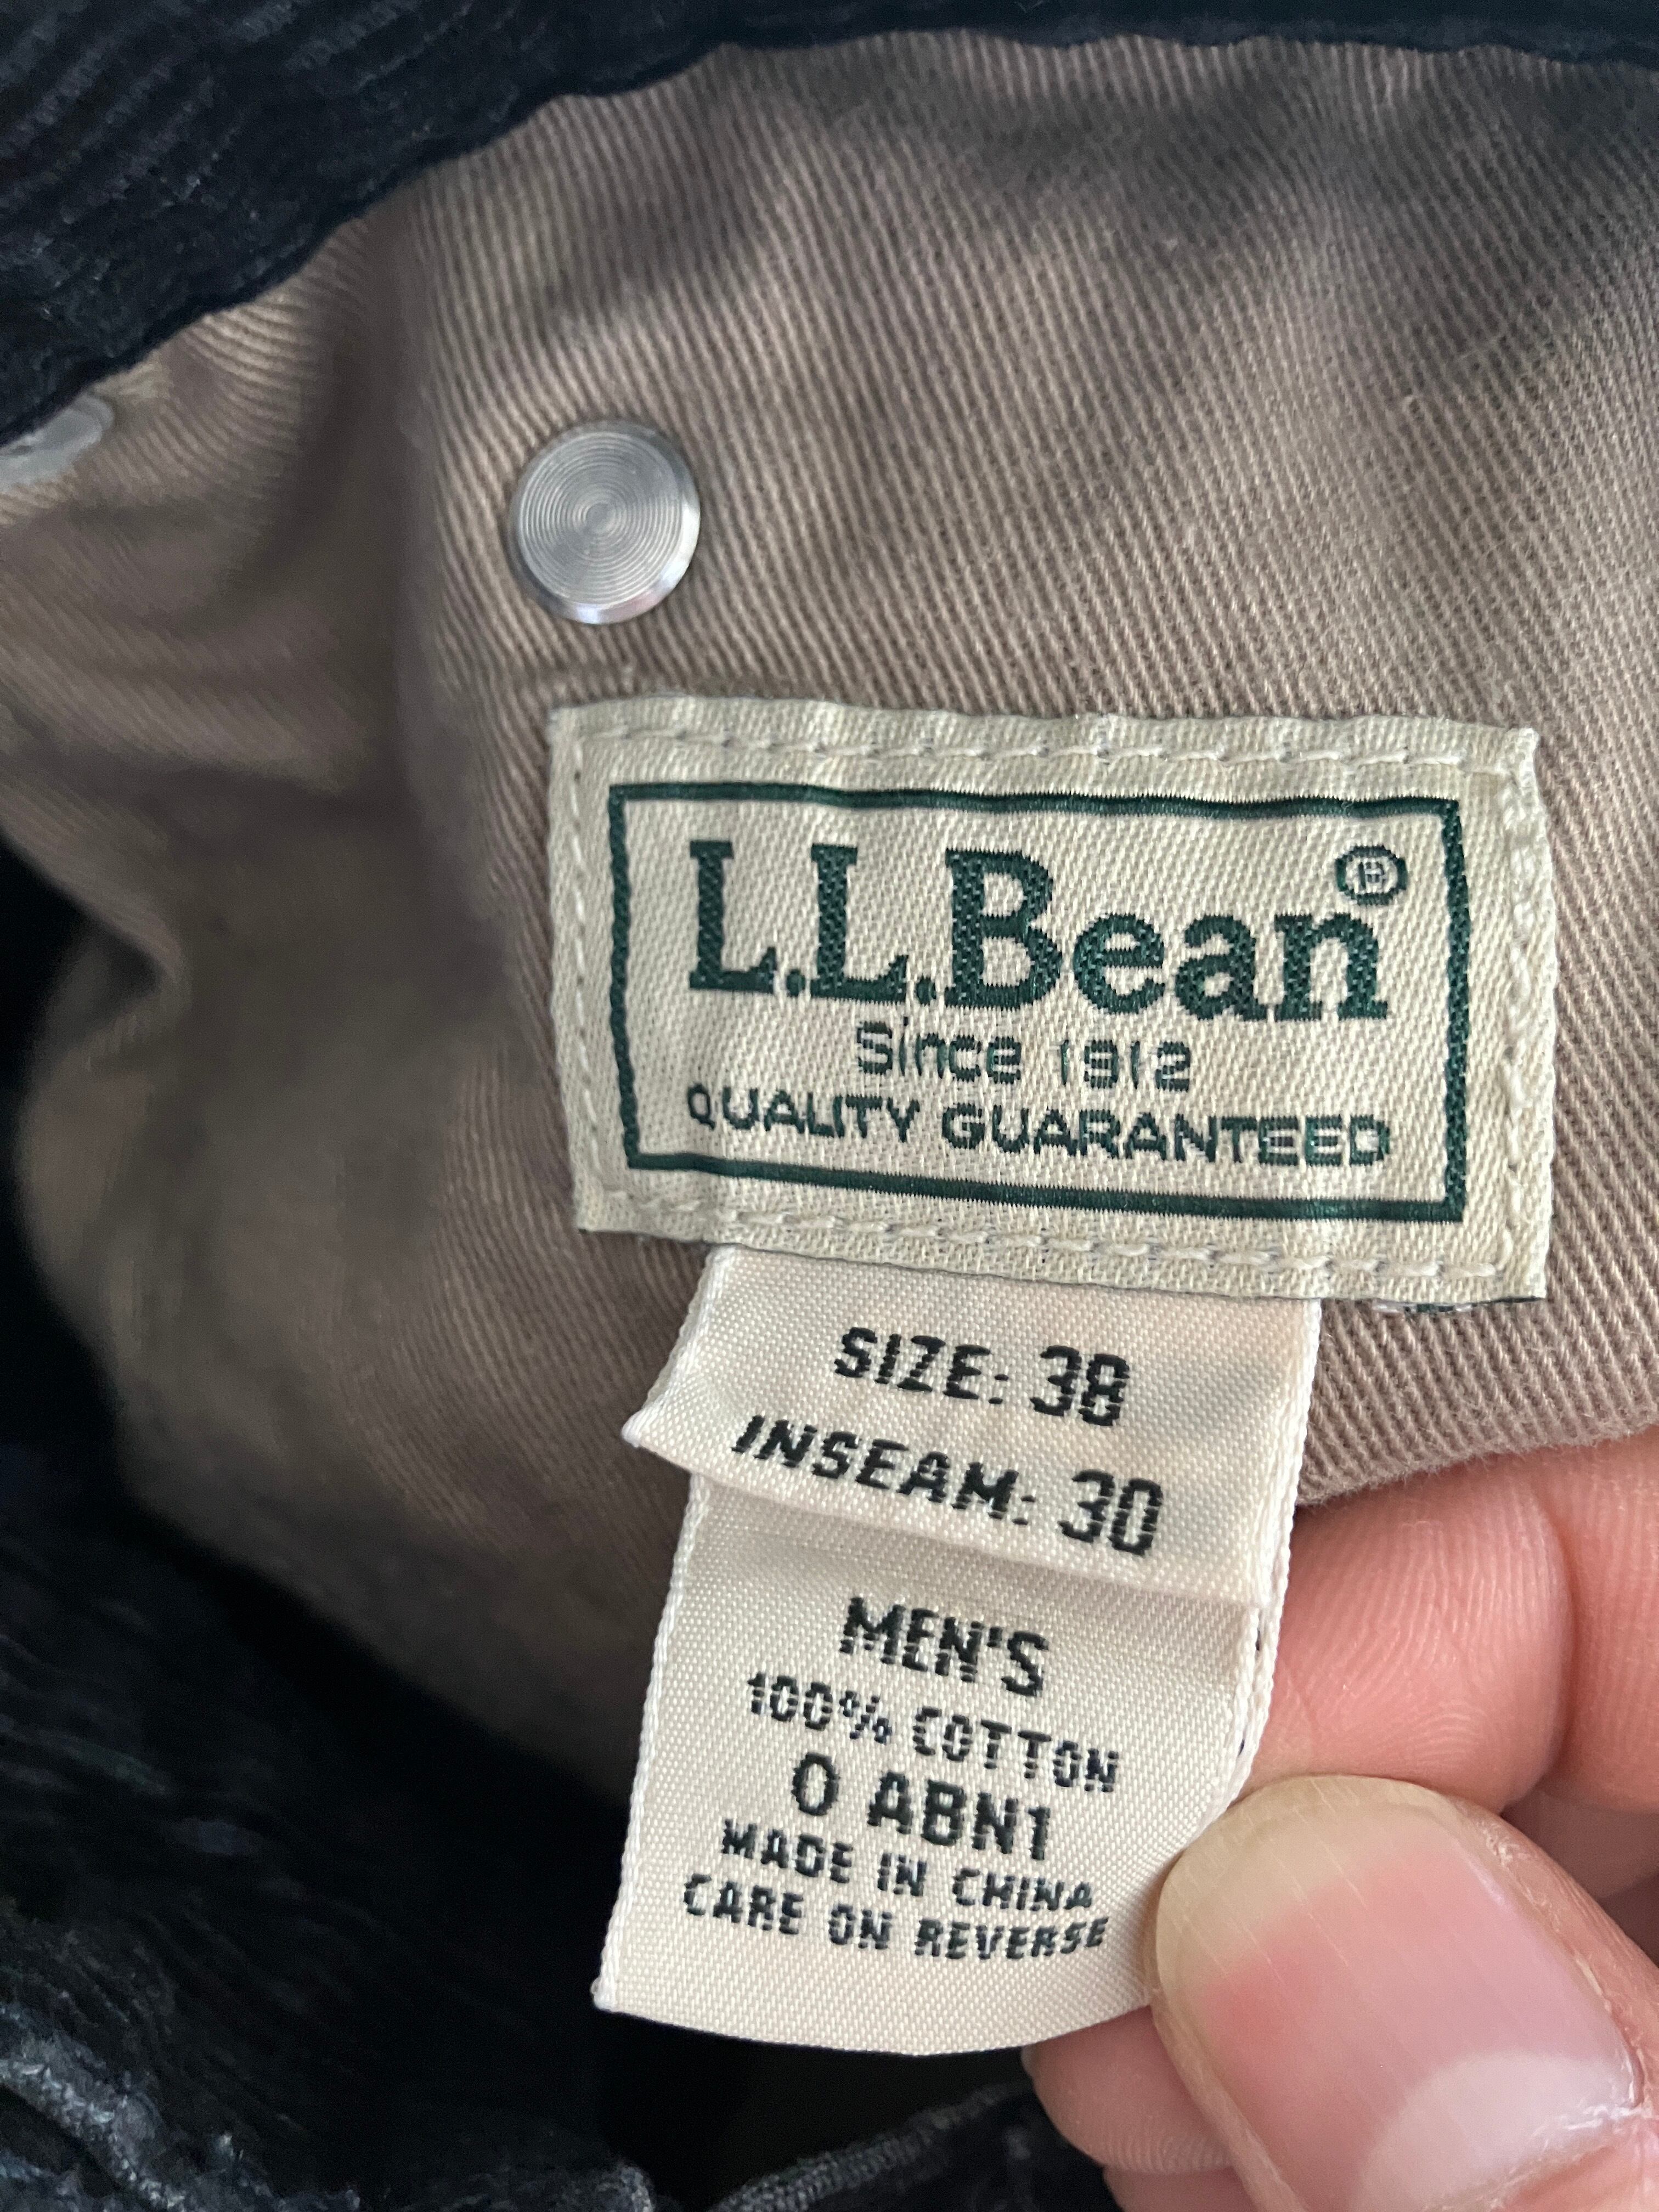 L.L.Bean®
Since 1912
QUALITY GUARANTEED
SIZE: 38
INSEAM: 30
MEN'S
100% COTTON
0 ABN1
MADE IN CHINA
CARE ON REVERSE